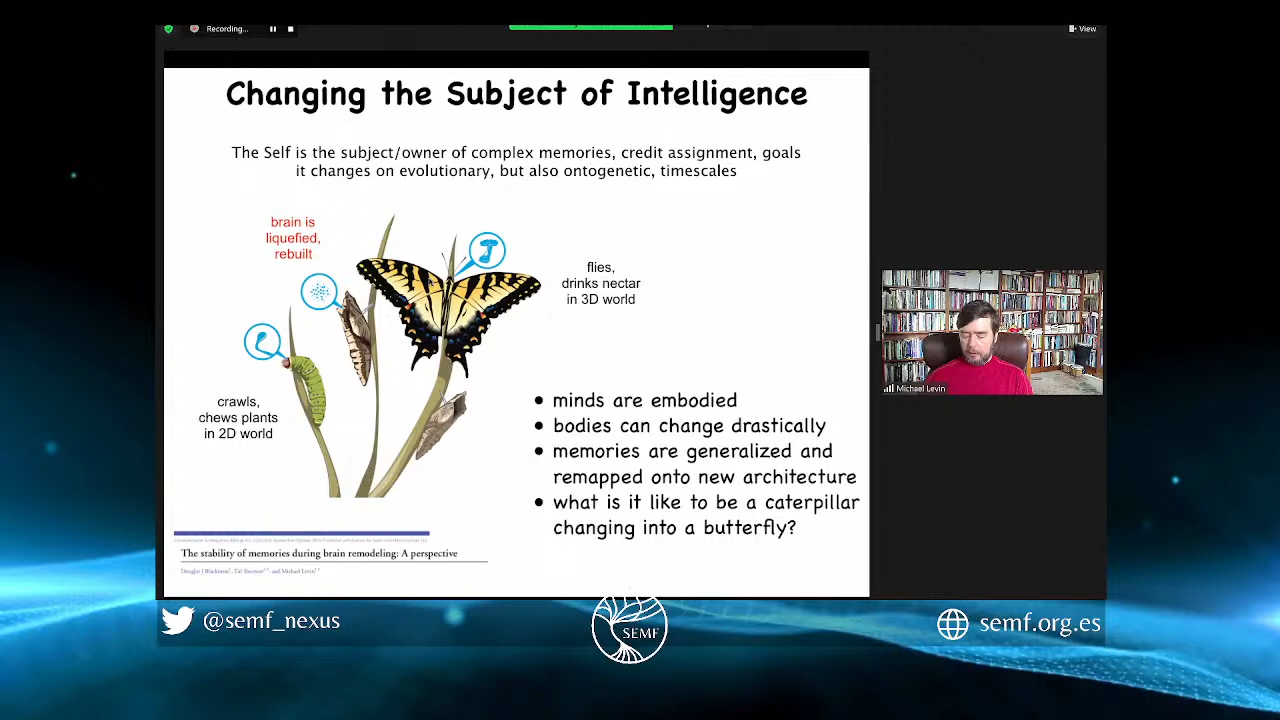 Recording...
View
Changing the Subject of Intelligence
The Self is the subject/owner of complex memories, credit assignment, goals
it changes on evolutionary, but also ontogenetic, timescales
brain is
liquefied,
rebuilt
flies,
drinks nectar
in 3D world
crawls,
chews plants
in 2D world
• minds are embodied
• bodies can change drastically
• memories are generalized and
remapped onto new architecture
• what is it like to be a caterpillar
changing into a butterfly?
The stability of memories during brain remodeling: A perspective
and Michael Levin
Michael Levin
@semf_nexus
SEMF
semf.org.es